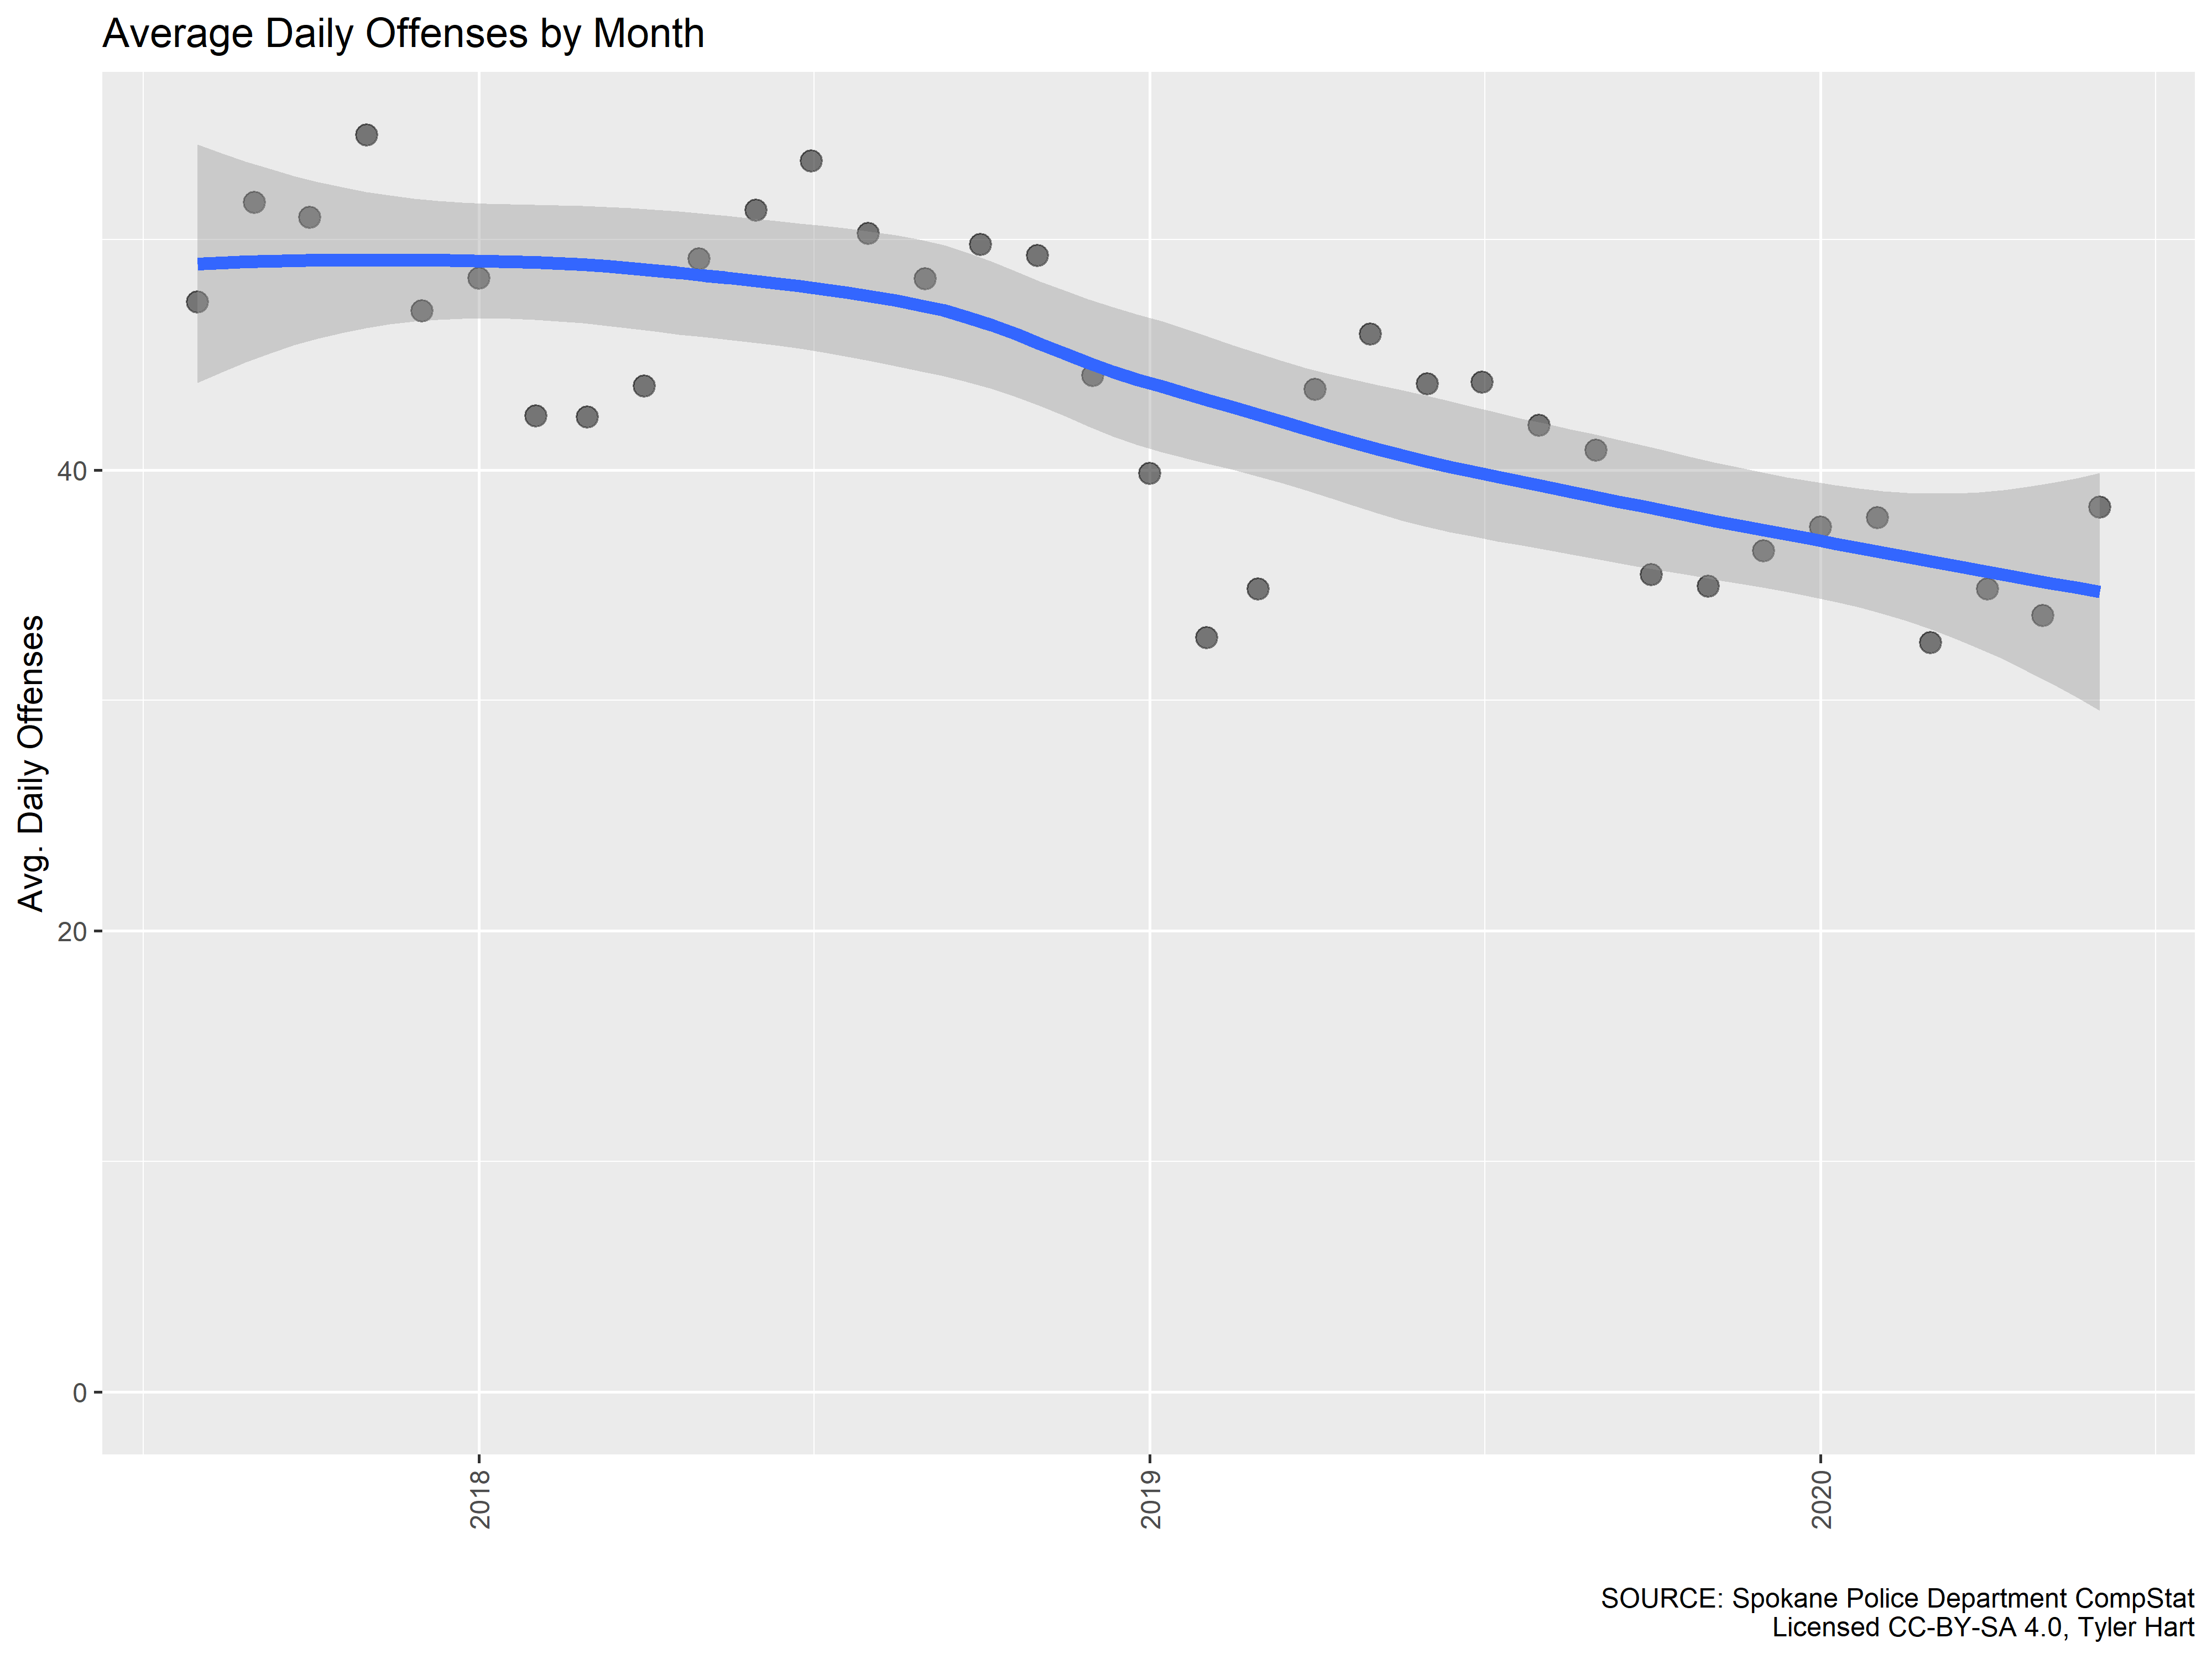 Average Daily Offenses by Month
Avg. Daily Offenses
40
20
0
2018
2019
2020
SOURCE: Spokane Police Department CompStat
Licensed CC-BY-SA 4.0, Tyler Hart